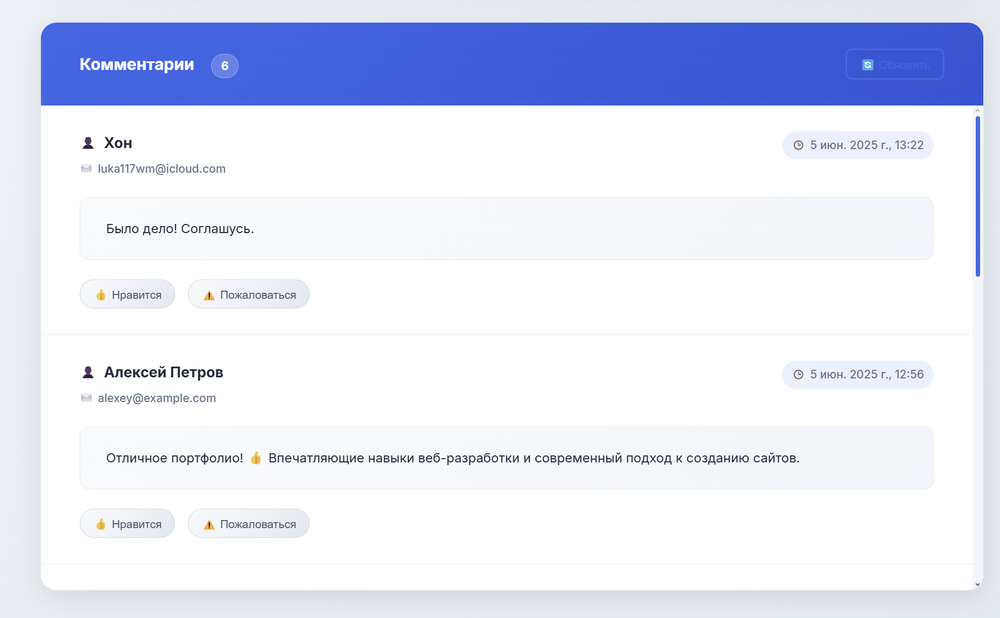 Комментарии 6
🔄 Обновить
👤 Хон
🕒 5 июн. 2025 г., 13:22
✉️ luka117wm@icloud.com
Было дело! Соглашусь.
👍 Нравится
⚠️ Пожаловаться
👤 Алексей Петров
🕒 5 июн. 2025 г., 12:56
✉️ alexey@example.com
Отличное портфолио! 👍 Впечатляющие навыки веб-разработки и современный подход к созданию сайтов.
👍 Нравится
⚠️ Пожаловаться